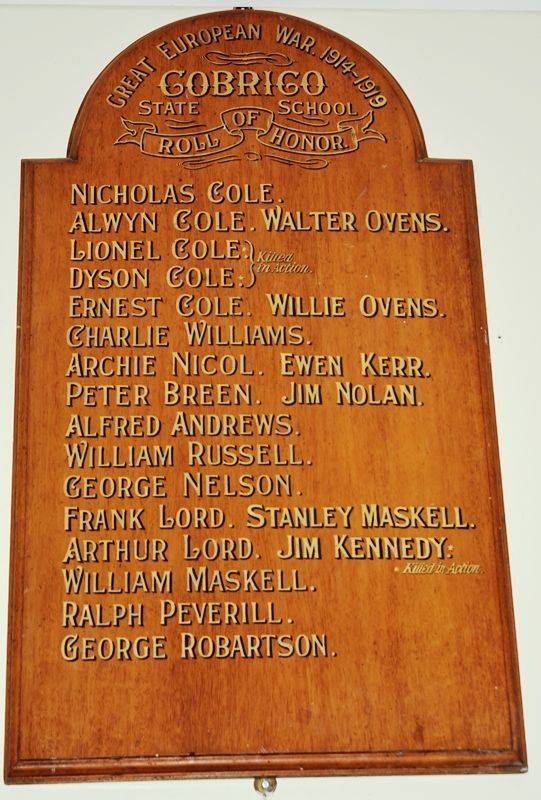 GREAT EUROPEAN WAR 1914-1919
COBRICO
STATE SCHOOL
ROLL OF HONOR.
NICHOLAS COLE.
ALWYN COLE. WALTER OVENS.
LIONEL COLE.*
DYSON COLE.*
Killed
in Action.
ERNEST COLE. WILLIE OVENS.
CHARLIE WILLIAMS.
ARCHIE NICOL. EWEN KERR.
PETER BREEN. JIM NOLAN.
ALFRED ANDREWS.
WILLIAM RUSSELL.
GEORGE NELSON.
FRANK LORD. STANLEY MASKELL.
ARTHUR LORD. JIM KENNEDY.*
* Killed in Action.
WILLIAM MASKELL.
RALPH PEVERILL.
GEORGE ROBARTSON.